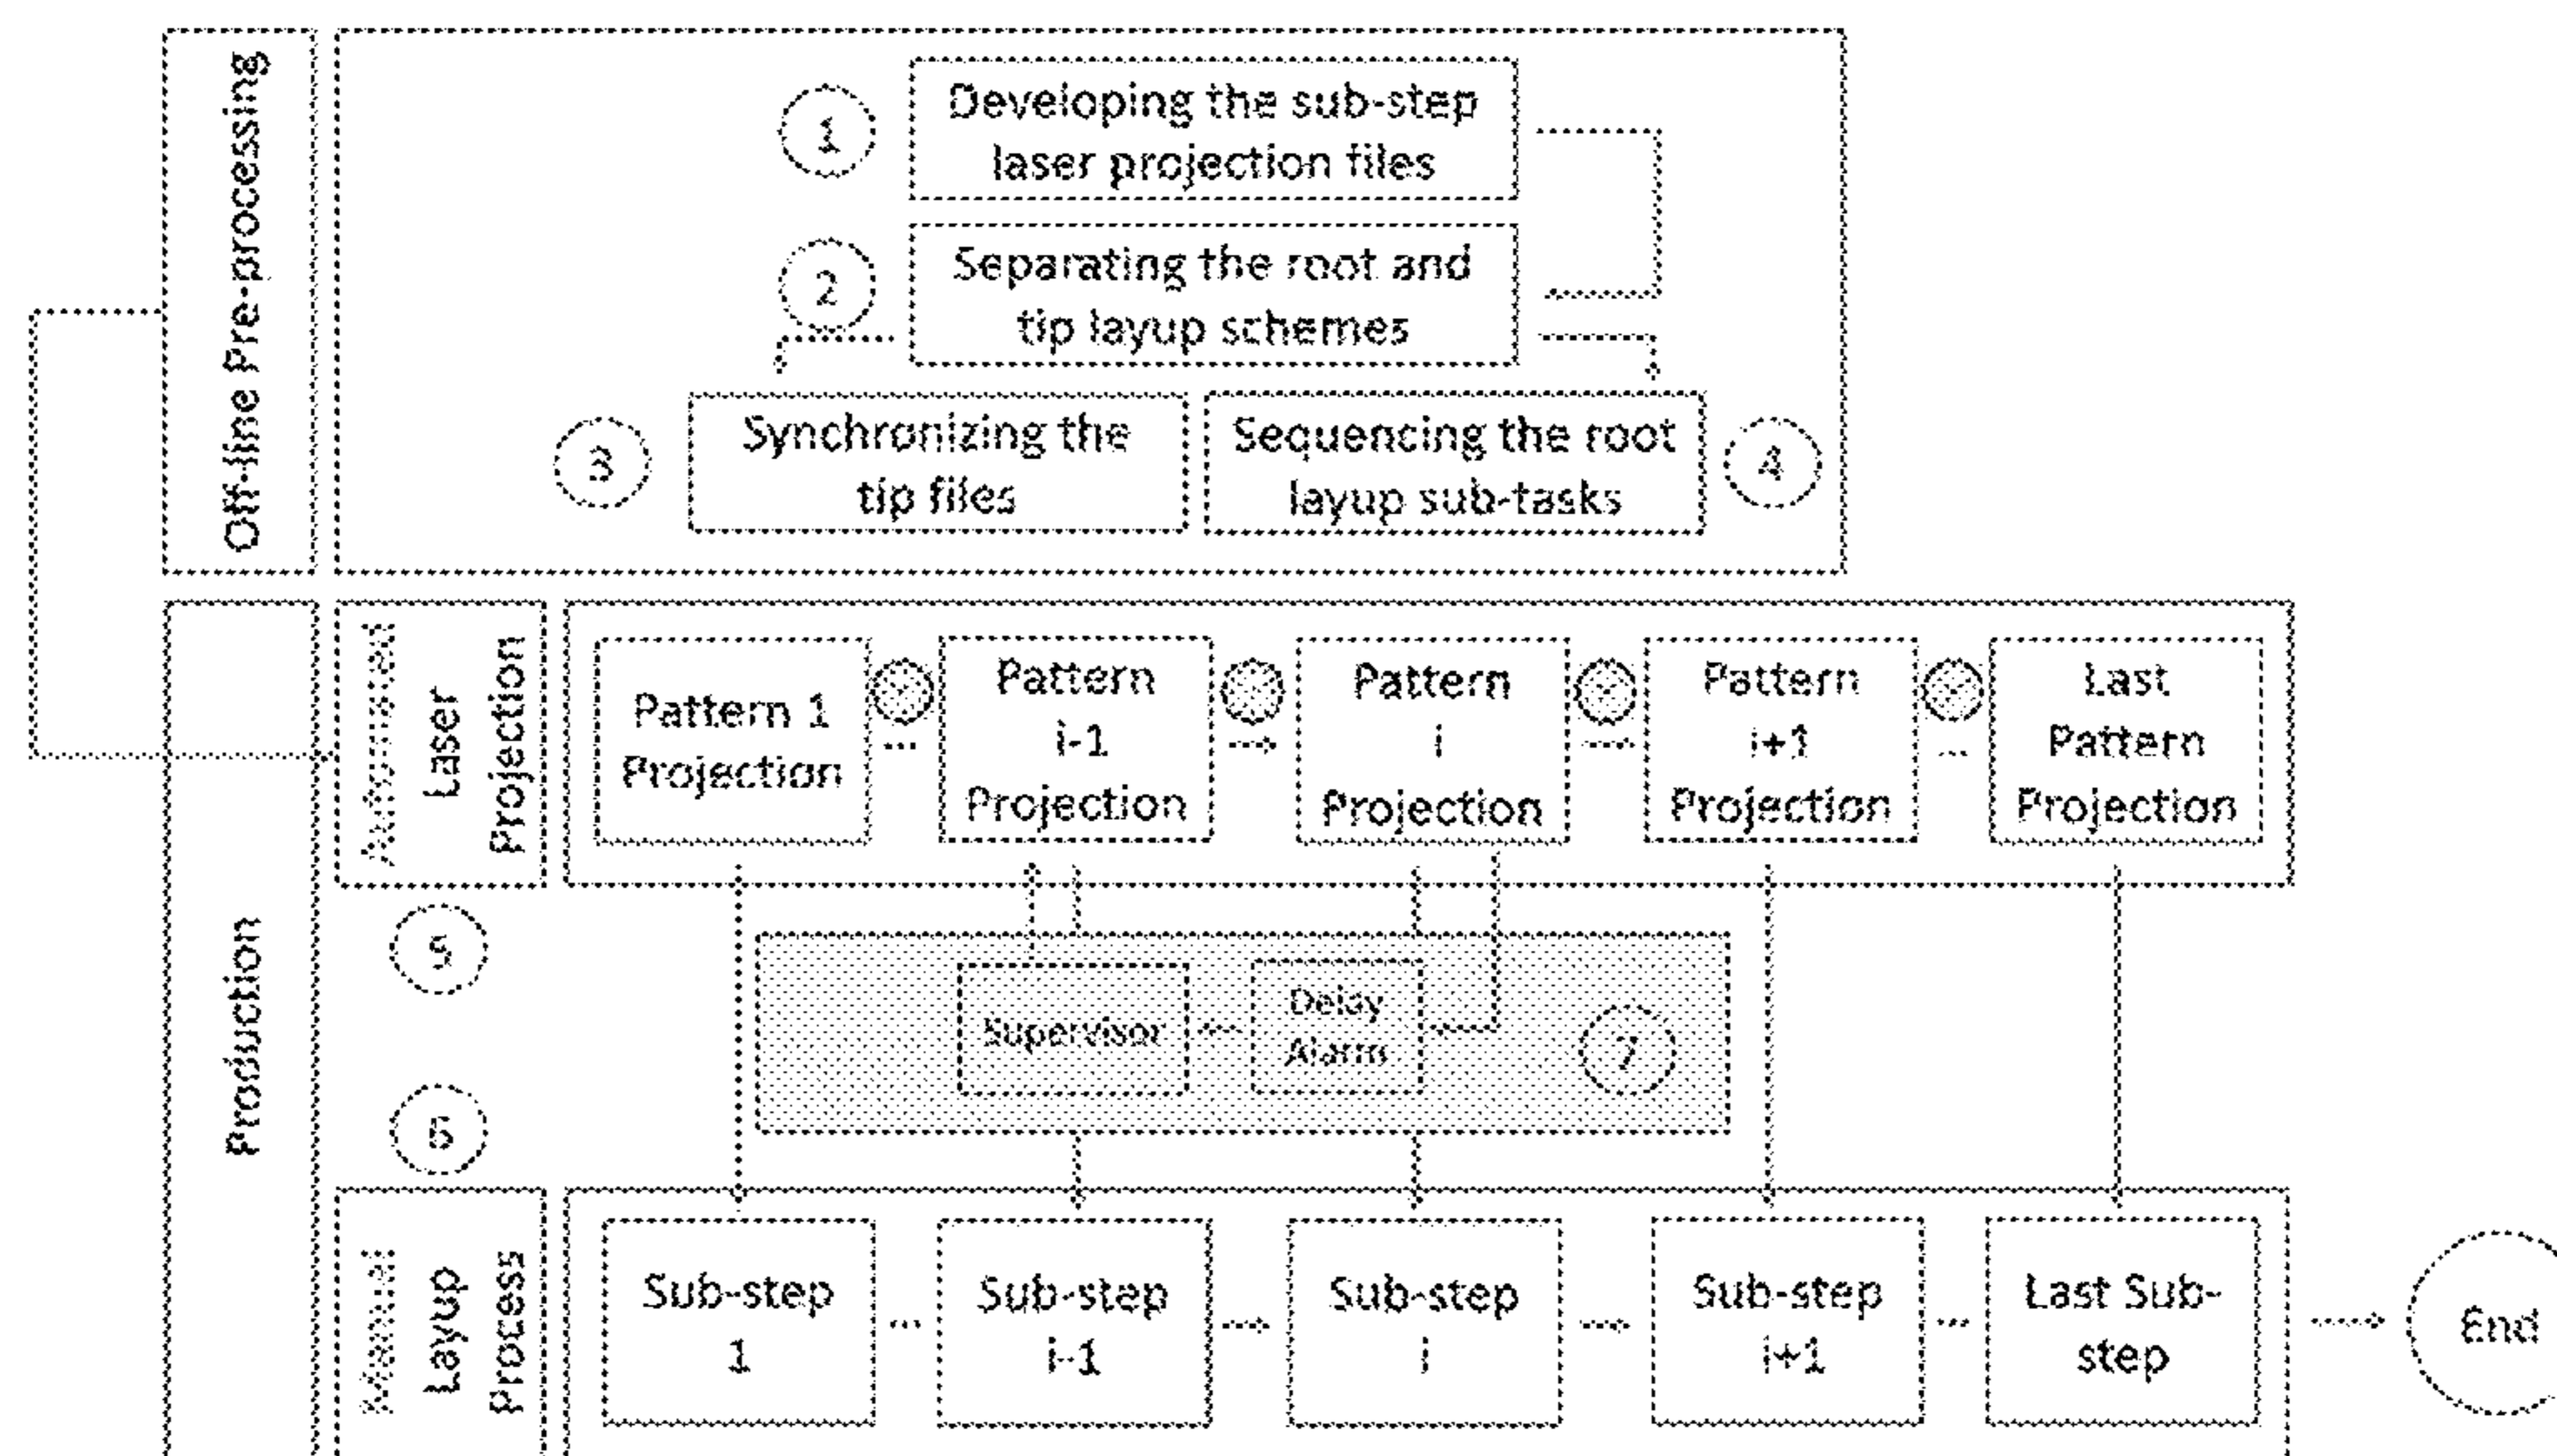 Off-line Pre-processing
1
Developing the sub-step
laser projection files
2
Separating the root and
tip layup schemes
3
Synchronizing the
tip files
Sequencing the root
layup sub-tasks
4
Production
Automated
Laser
Projection
Pattern 1
Projection
...
Pattern
i-1
Projection
Pattern
i
Projection
Pattern
i+1
Projection
...
Last
Pattern
Projection
5
Supervisor
Delay
Alarm
7
6
Manual
Layup
Process
Sub-step
1
...
Sub-step
i-1
Sub-step
i
Sub-step
i+1
...
Last Sub-
step
End